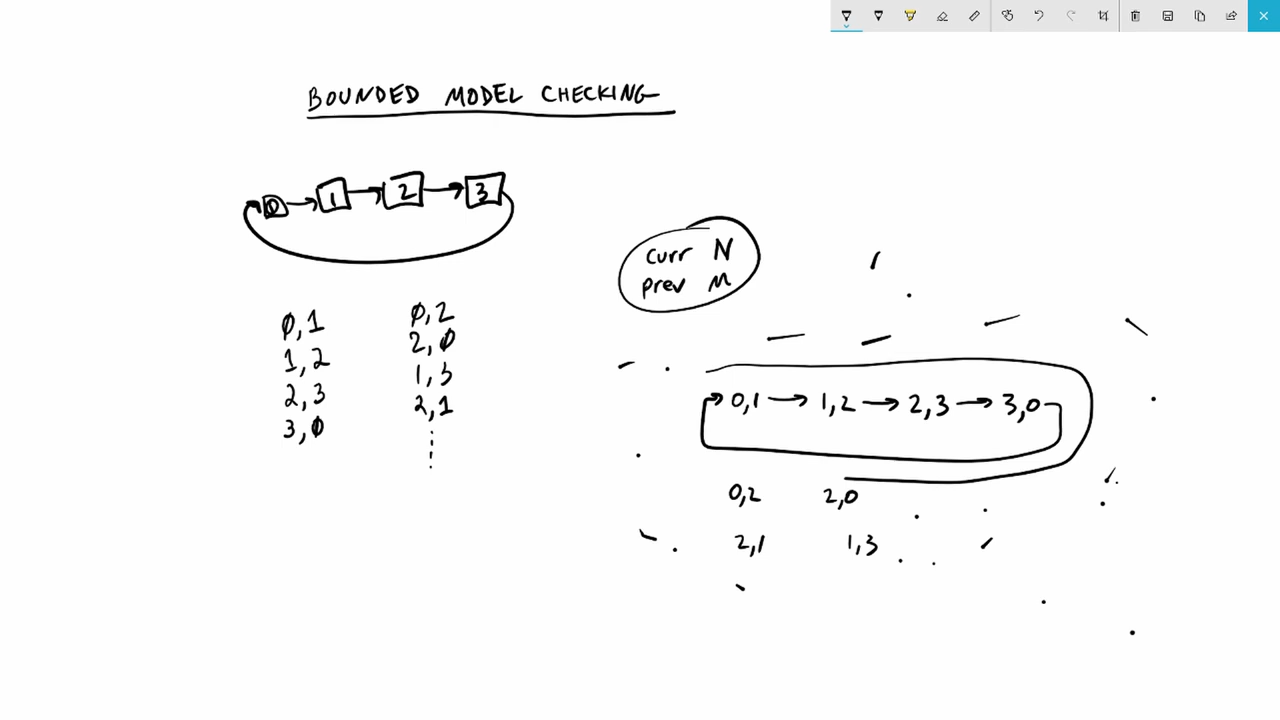 BOUNDED MODEL CHECKING
0 → 1 → 2 → 3
0,1
1,2
2,3
3,0
0,2
2,0
1,3
2,1
curr N
prev M
0,1 → 1,2 → 2,3 → 3,0
0,2 2,0
2,1 1,3